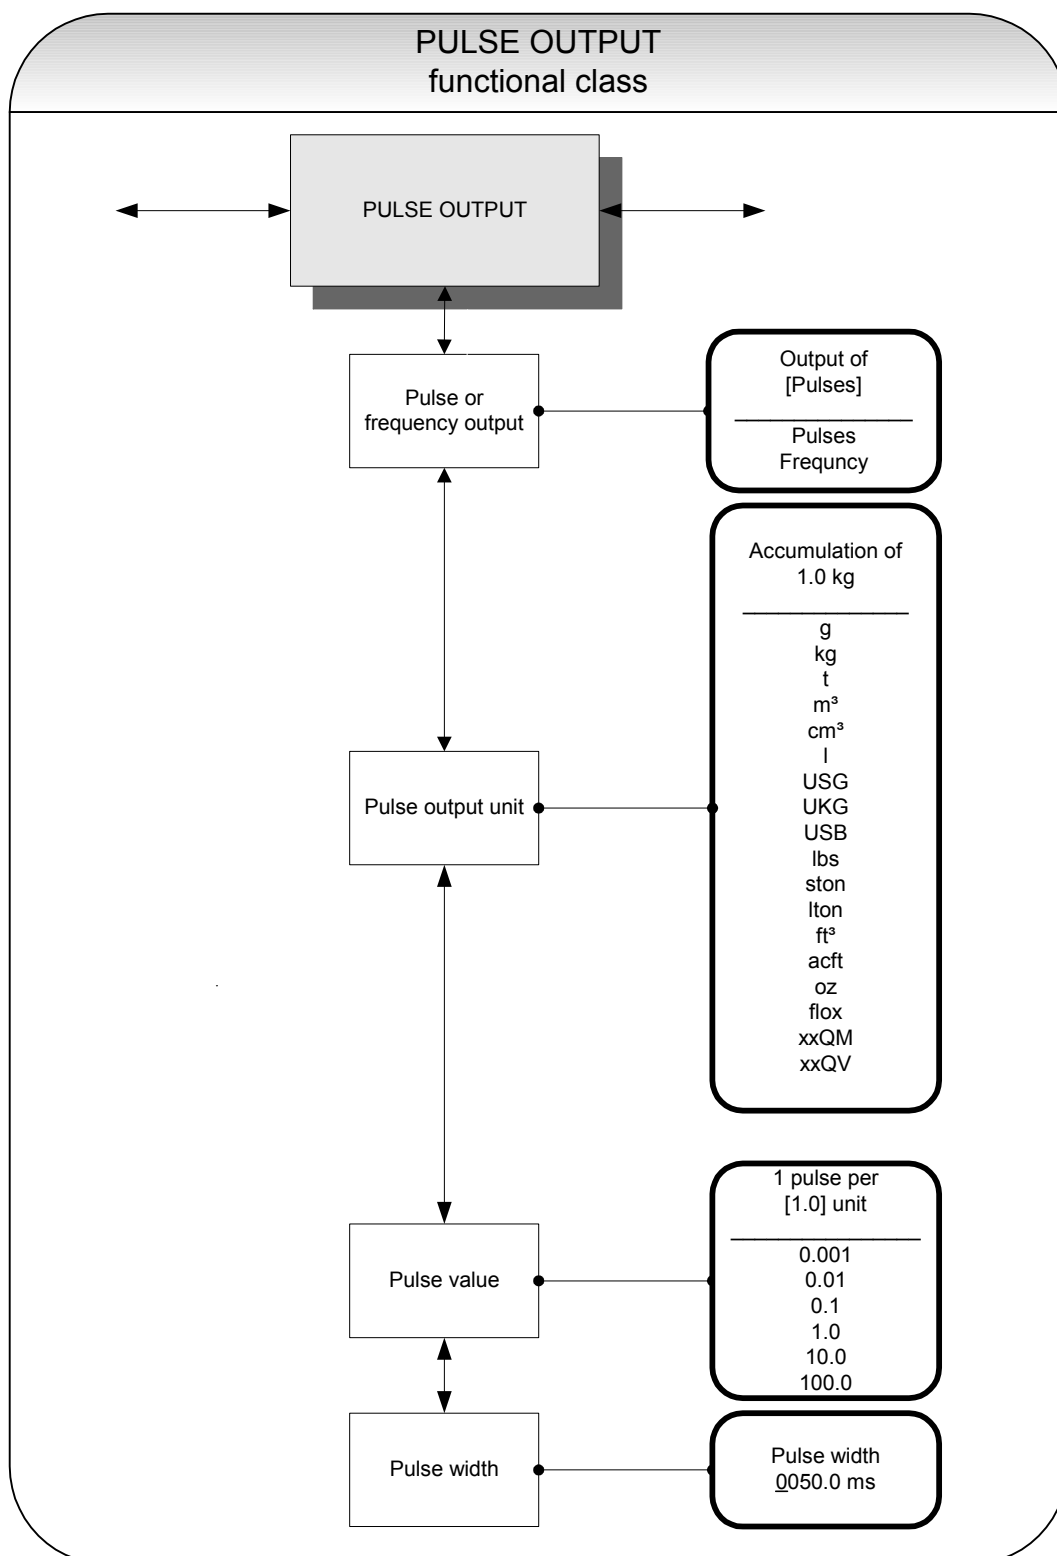 PULSE OUTPUT
functional class
PULSE OUTPUT
Pulse or
frequency output
Output of
[Pulses]
Pulses
Frequncy
Pulse output unit
Accumulation of
1.0 kg
g
kg
t
m³
cm³
l
USG
UKG
USB
lbs
ston
lton
ft³
acft
oz
flox
xxQM
xxQV
Pulse value
1 pulse per
[1.0] unit
0.001
0.01
0.1
1.0
10.0
100.0
Pulse width
Pulse width
0050.0 ms